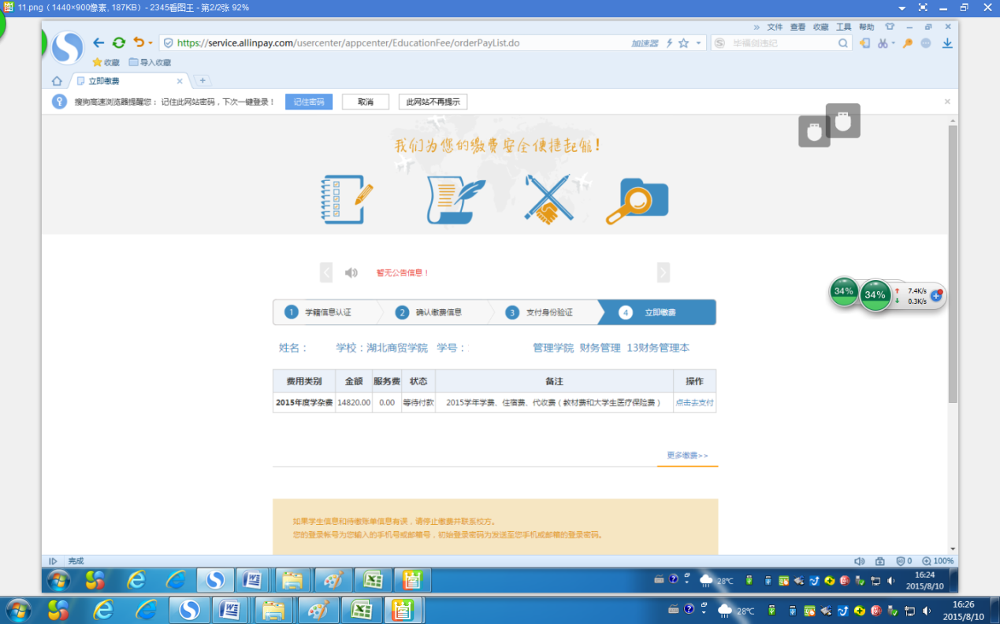 11.png（1440×900像素, 187KB）- 2345看图王 - 第2/2张 92%
» 文件 查看 收藏 工具 帮助
https://service.allinpay.com/usercenter/appcenter/EducationFee/orderPayList.do 加速器 毕福剑违纪
收藏 导入收藏
立即缴费
搜狗高速浏览器提醒您： 记住此网站密码，下次一键登录！ 记住密码 取消 此网站不再提示
我们为您的缴费安全便捷起航！
暂无公告信息！
34% 34% 7.4K/s
0.3K/s
1 学籍信息认证 2 确认缴费信息 3 支付身份验证 4 立即缴费
姓名： 学校：湖北商贸学院 学号： 管理学院 财务管理 13财务管理本
费用类别 金额 服务费 状态 备注 操作
2015年度学杂费 14820.00 0.00 等待付款 2015学年学费、住宿费、代收费（教材费和大学生医疗保险费） 点击去支付
更多缴费>>
如果学生信息和待缴账单信息有误，请停止缴费并联系校方。
您的登录帐号为您输入的手机号或邮箱号，初始登录密码为发送至您手机或邮箱的登录密码。
完成 0 100%
28℃ 16:24
2015/8/10
28℃ 16:26
2015/8/10